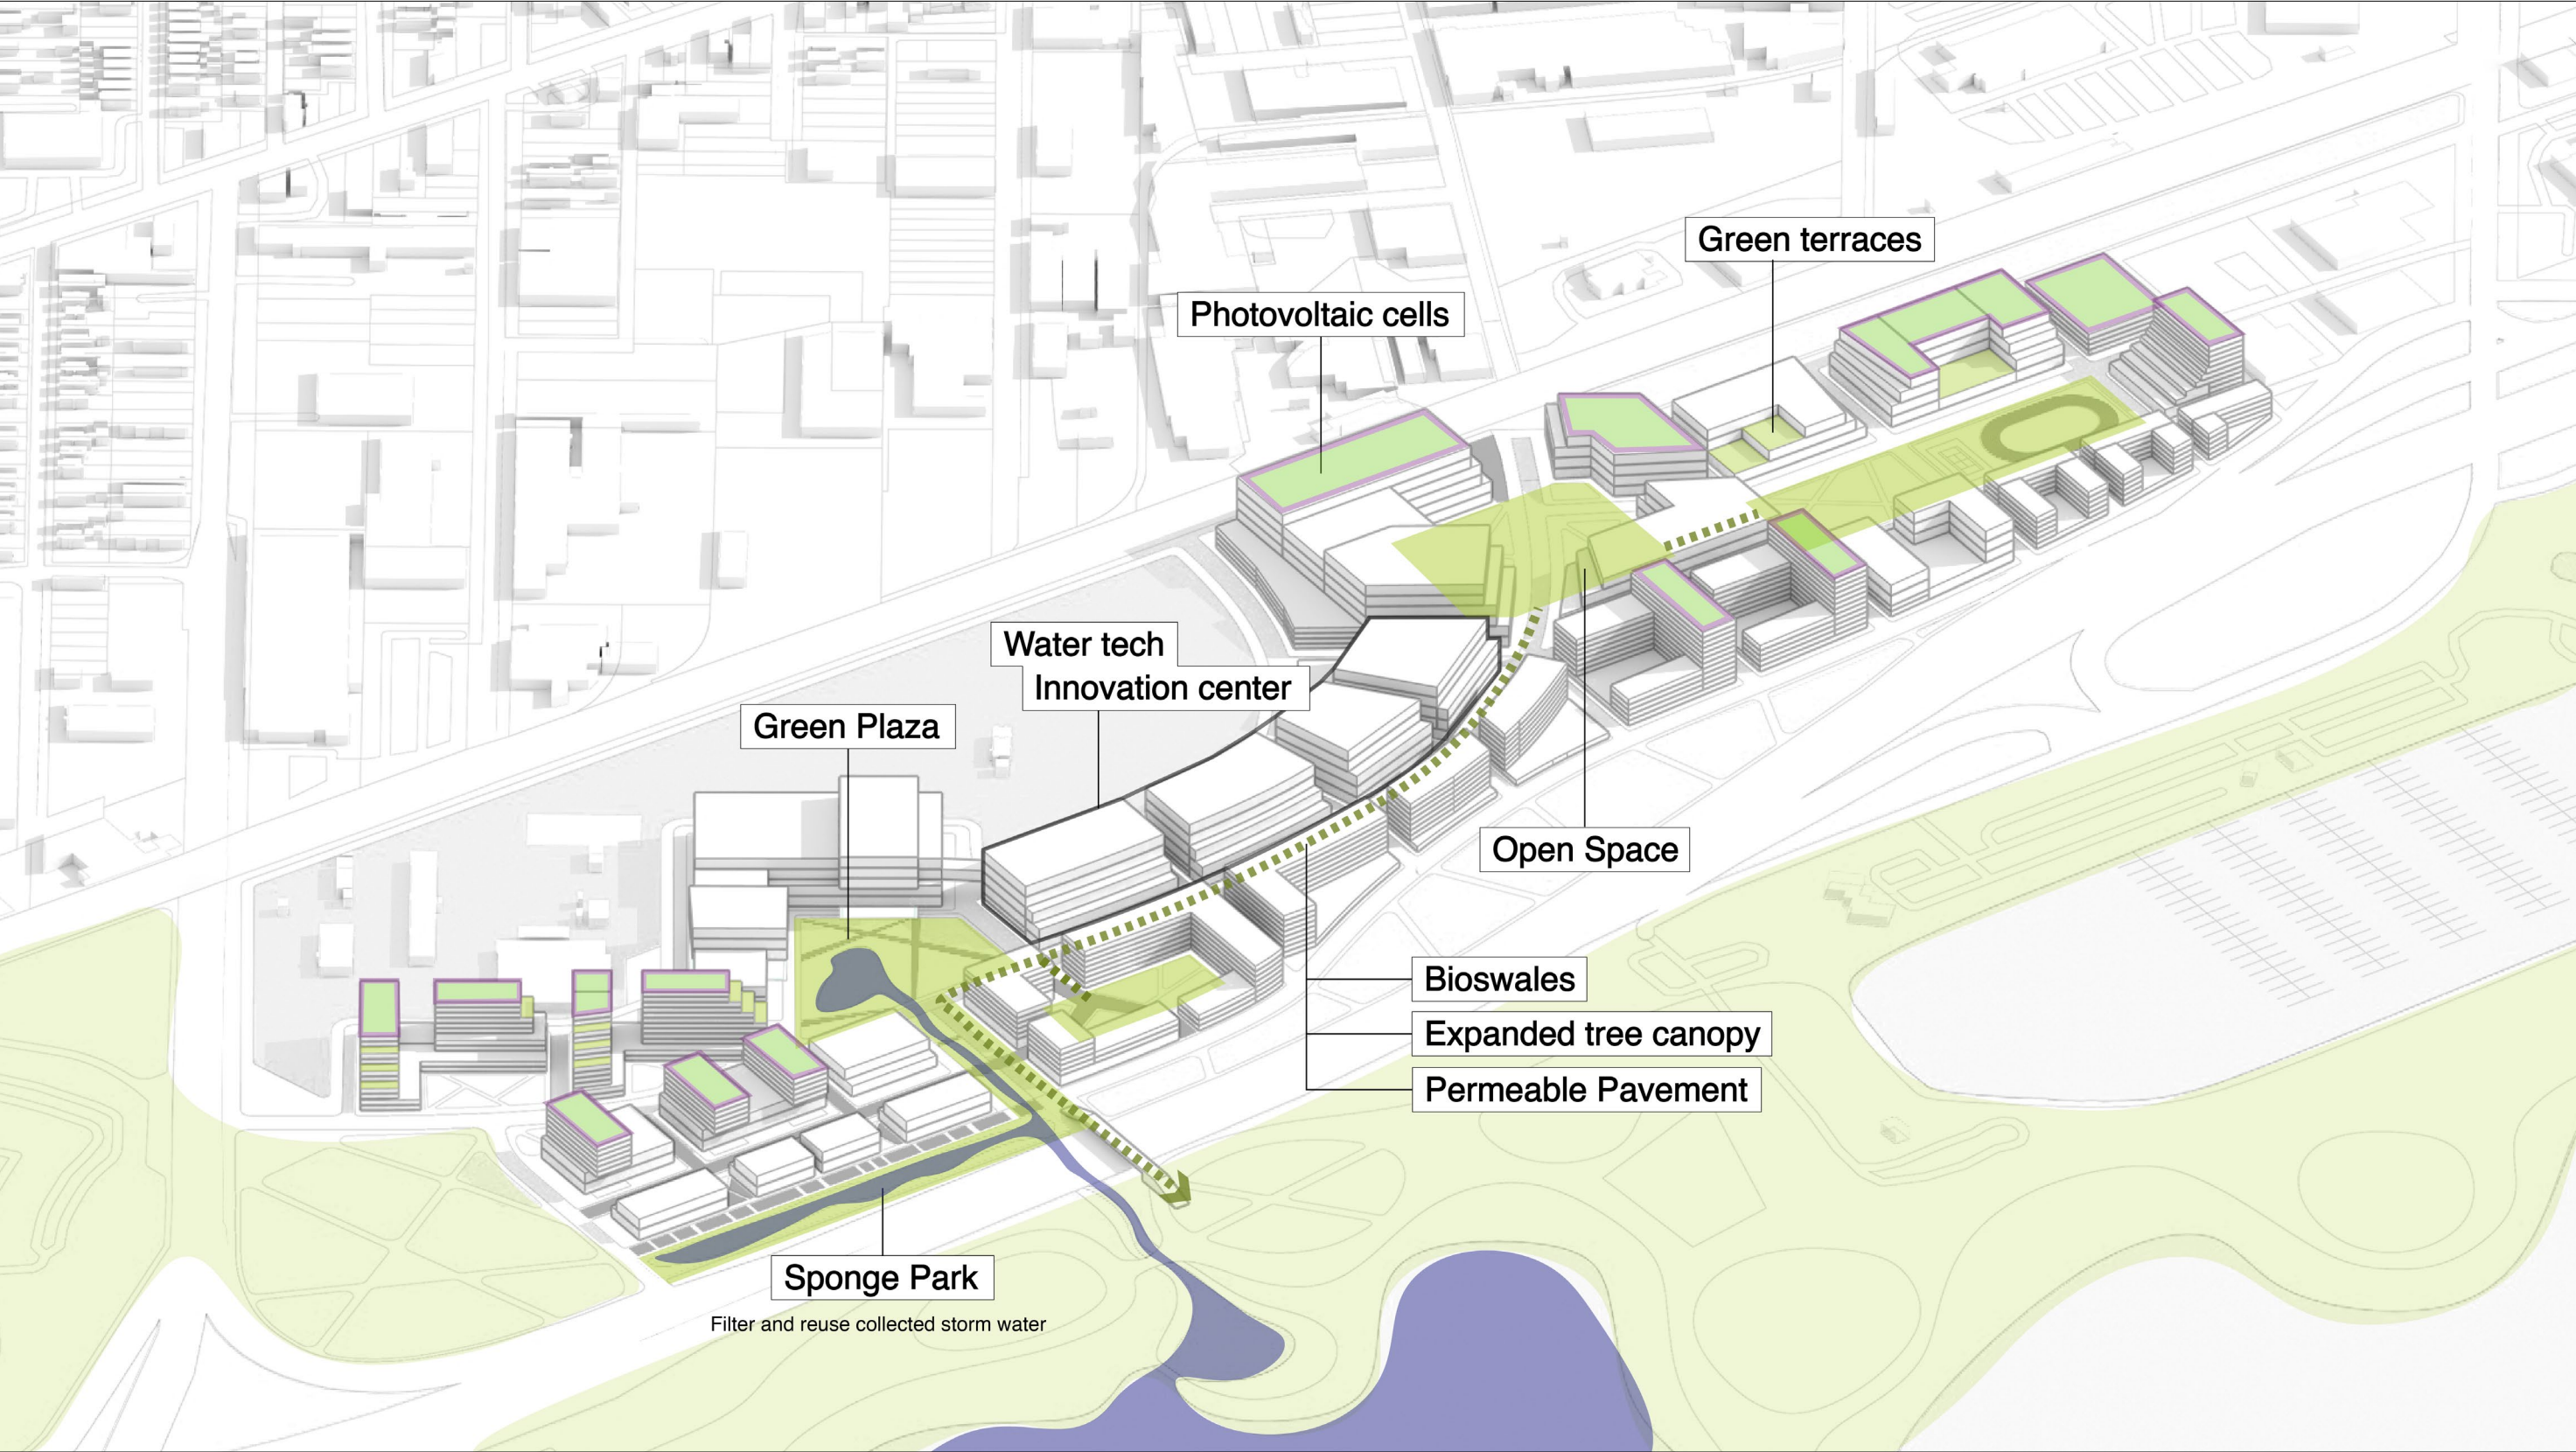 Green terraces
Photovoltaic cells
Water tech
Innovation center
Green Plaza
Open Space
Bioswales
Expanded tree canopy
Permeable Pavement
Sponge Park
Filter and reuse collected storm water